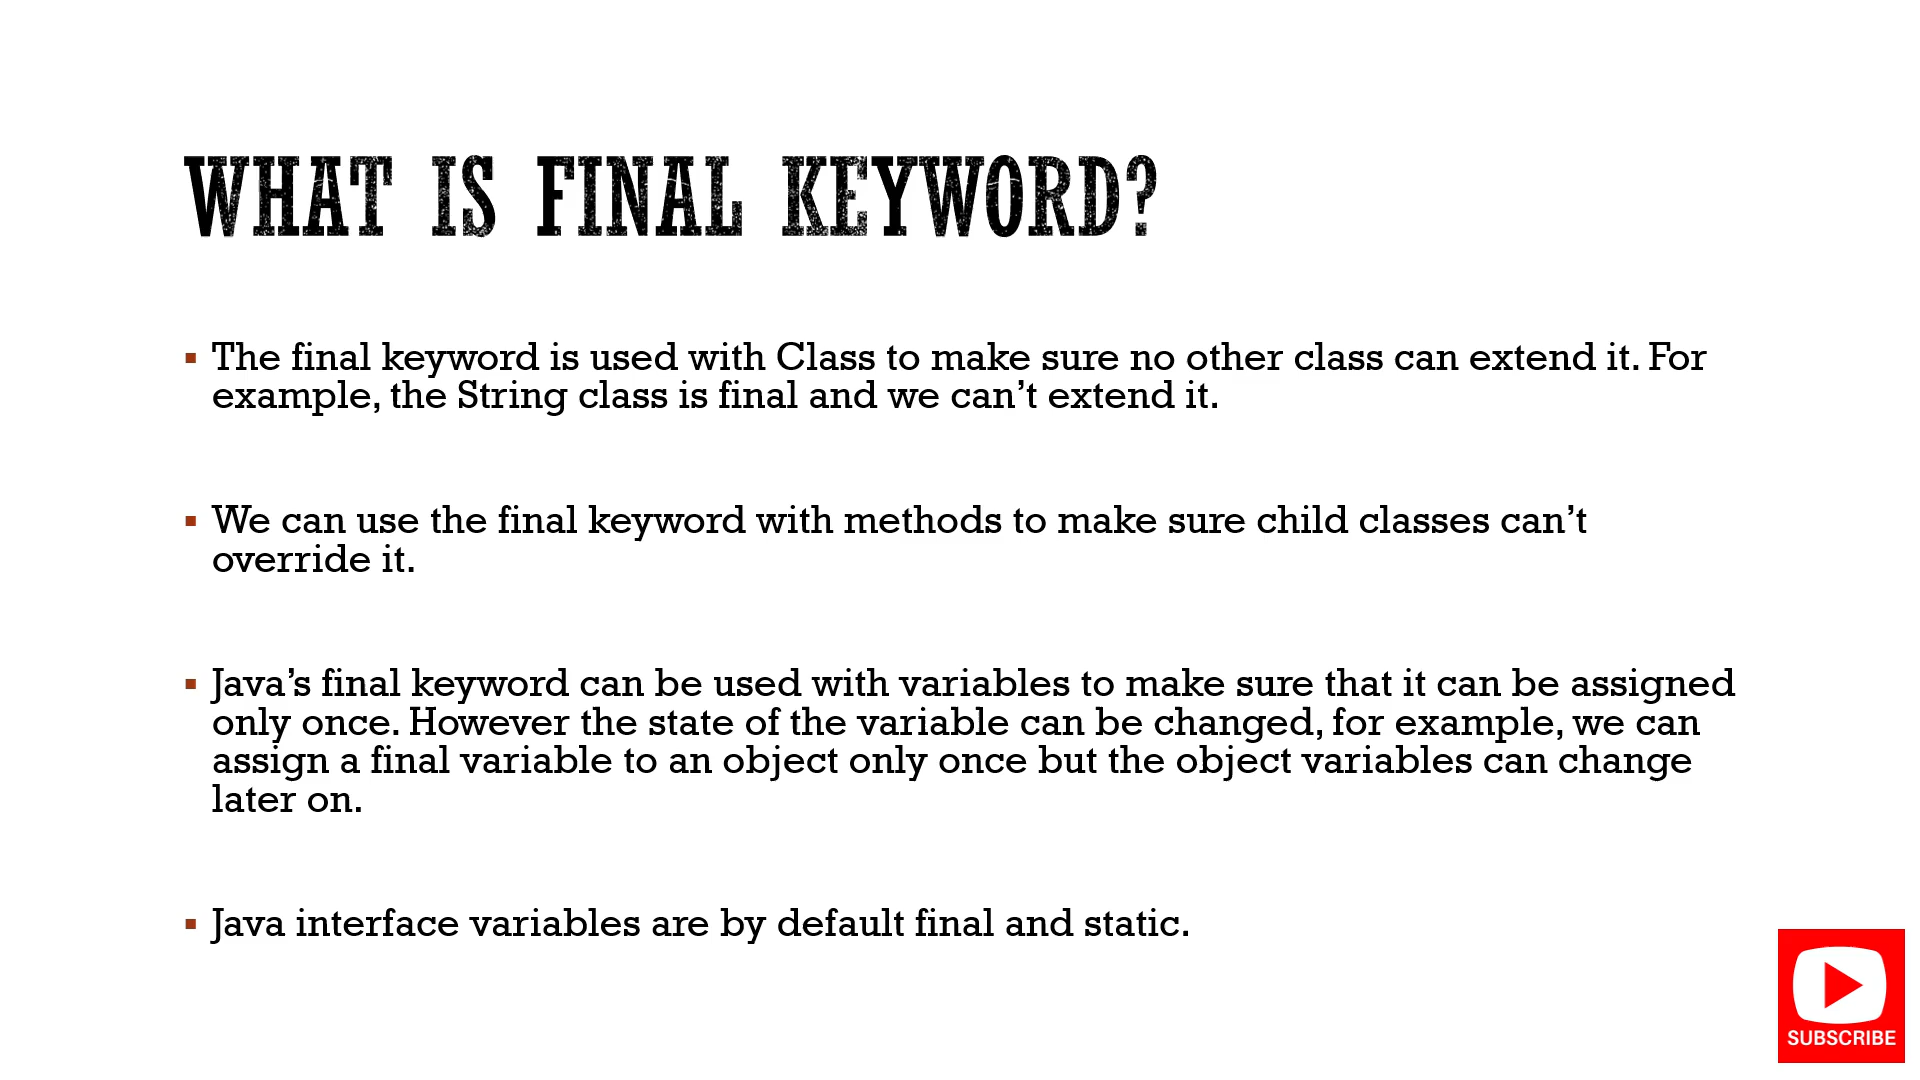 WHAT IS FINAL KEYWORD?
▪ The final keyword is used with Class to make sure no other class can extend it. For
example, the String class is final and we can’t extend it.
▪ We can use the final keyword with methods to make sure child classes can’t
override it.
▪ Java’s final keyword can be used with variables to make sure that it can be assigned
only once. However the state of the variable can be changed, for example, we can
assign a final variable to an object only once but the object variables can change
later on.
▪ Java interface variables are by default final and static.
SUBSCRIBE